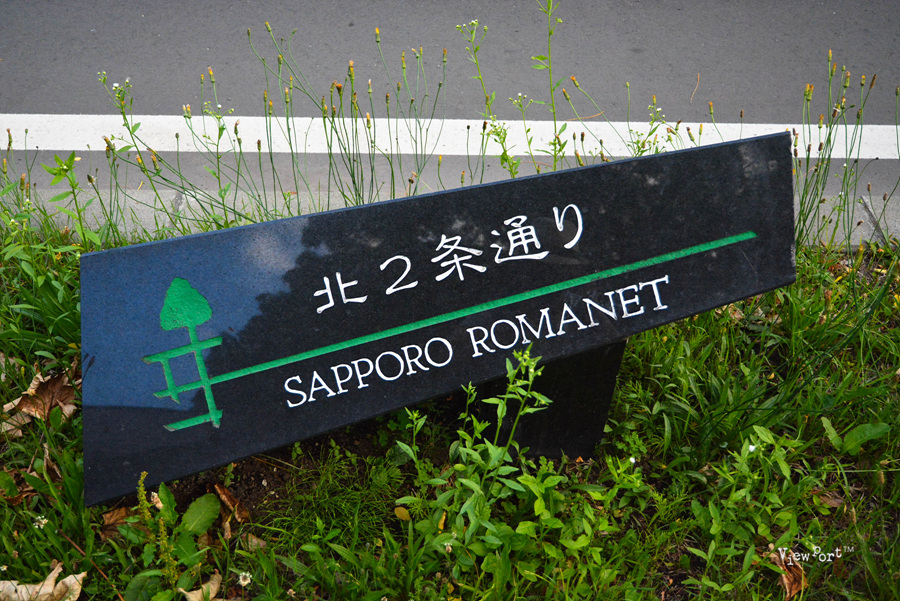 北2条通り
SAPPORO ROMANET
ViewPort™